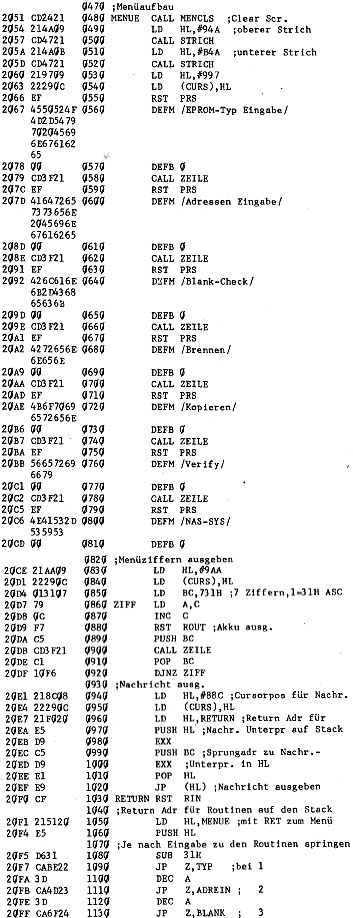 0470 ;Menüaufbau
2051 CD2421 0480 MENUE CALL MENCLS ;Clear Scr.
2054 214A09 0490 LD HL,#94A ;oberer Strich
2057 CD4721 0500 CALL STRICH
205A 214A0B 0510 LD HL,#B4A ;unterer Strich
205D CD4721 0520 CALL STRICH
2060 219709 0530 LD HL,#997
2063 22290C 0540 LD (CURS),HL
2066 EF 0550 RST PRS
2067 4550524F 0560 DEFM /EPROM-Typ Eingabe/
4D2D5479
70204569
6E676162
65
2078 00 0570 DEFB 0
2079 CD3F21 0580 CALL ZEILE
207C EF 0590 RST PRS
207D 41647265 0600 DEFM /Adressen Eingabe/
7373656E
2045696E
67616265
208D 00 0610 DEFB 0
208E CD3F21 0620 CALL ZEILE
2091 EF 0630 RST PRS
2092 426C616E 0640 DEFM /Blank-Check/
6B2D4368
65636B
209D 00 0650 DEFB 0
209E CD3F21 0660 CALL ZEILE
20A1 EF 0670 RST PRS
20A2 4272656E 0680 DEFM /Brennen/
6E656E
20A9 00 0690 DEFB 0
20AA CD3F21 0700 CALL ZEILE
20AD EF 0710 RST PRS
20AE 4B6F7069 0720 DEFM /Kopieren/
6572656E
20B6 00 0730 DEFB 0
20B7 CD3F21 0740 CALL ZEILE
20BA EF 0750 RST PRS
20BB 56657269 0760 DEFM /Verify/
6679
20C1 00 0770 DEFB 0
20C2 CD3F21 0780 CALL ZEILE
20C5 EF 0790 RST PRS
20C6 4E41532D 0800 DEFM /NAS-SYS/
535953
20CD 00 0810 DEFB 0
0820 ;Menüziffern ausgeben
20CE 21AA09 0830 LD HL,#9AA
20D1 22290C 0840 LD (CURS),HL
20D4 013107 0850 LD BC,731H ;7 Ziffern,1=31H ASC
20D7 79 0860 ZIFF LD A,C
20D8 0C 0870 INC C
20D9 F7 0880 RST ROUT ;Akku ausg.
20DA C5 0890 PUSH BC
20DB CD3F21 0900 CALL ZEILE
20DE C1 0910 POP BC
20DF 10F6 0920 DJNZ ZIFF
0930 ;Nachricht ausg.
20E1 218C08 0940 LD HL,#88C ;Cursorpos für Nachr.
20E4 22290C 0950 LD (CURS),HL
20E7 21F020 0960 LD HL,RETURN ;Return Adr für
20EA E5 0970 PUSH HL ;Nachr. Unterpr auf Stack
20EB D9 0980 EXX
20EC C5 0990 PUSH BC ;Sprungadr zu Nachr.-
20ED D9 1000 EXX ;Unterpr. in HL
20EE E1 1010 POP HL
20EF E9 1020 JP (HL) ;Nachricht ausgeben
20F0 CF 1030 RETURN RST RIN
1040 ;Return Adr für Routinen auf den Stack
20F1 215120 1050 LD HL,MENUE ;mit RET zum Menü
20F4 E5 1060 PUSH HL
1070 ;Je nach Eingabe zu den Routinen springen
20F5 D631 1080 SUB 31H
20F7 CABE22 1090 JP Z,TYP ;bei 1
20FA 3D 1100 DEC A
20FB CA4D23 1110 JP Z,ADREIN ; 2
20FE 3D 1120 DEC A
20FF CA6F24 1130 JP Z,BLANK ; 3